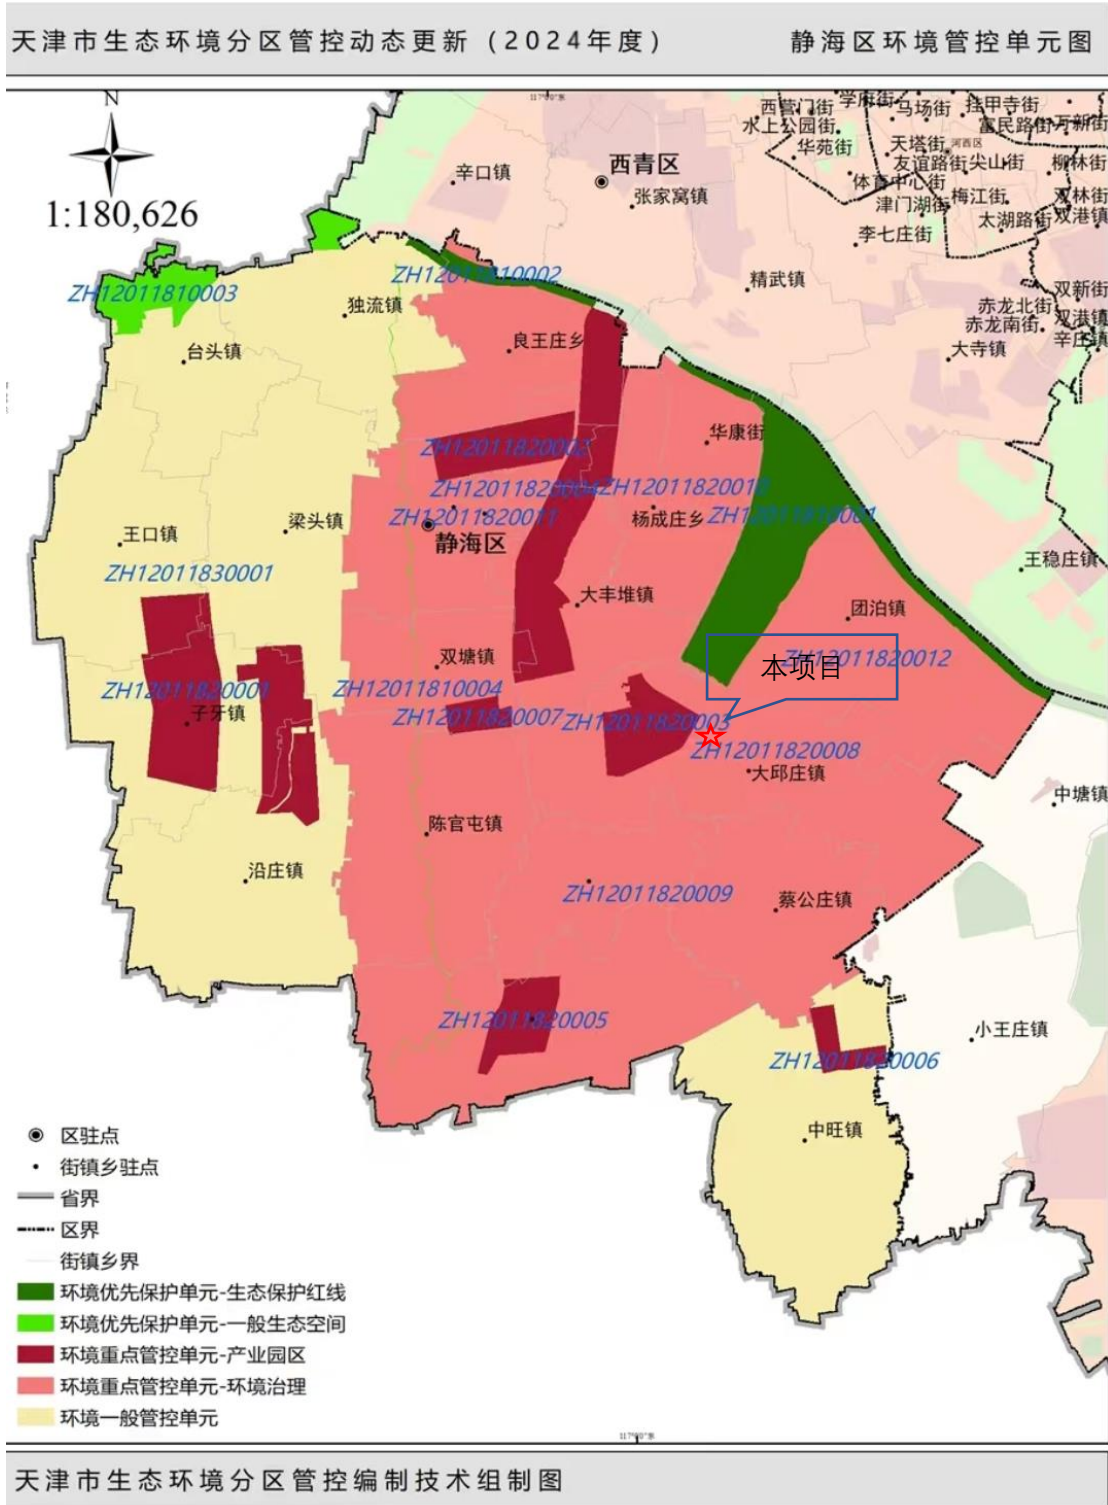 天津市生态环境分区管控动态更新（2024年度）
静海区环境管控单元图
N
1:180,626
西营门街
学府街
马场街
挂甲寺街
水上公园街
富民路街
万新街
华苑街
天塔街
河西区
友谊路街
尖山街
柳林街
体育中心街
梅江街
双林街
津门湖街
太湖路街
双港镇
李七庄街
辛口镇
西青区
张家窝镇
精武镇
双新街
赤龙北街
赤龙南街
双港镇
辛庄镇
大寺镇
ZH12011810002
ZH12011810003
独流镇
台头镇
良王庄乡
华康街
ZH12011820002
ZH12011820004
ZH12011820010
ZH12011820011
杨成庄乡
静海区
梁头镇
王口镇
王稳庄镇
ZH12011830001
大丰堆镇
团泊镇
双塘镇
本项目
ZH12011820012
ZH12011820001
ZH12011810004
子牙镇
ZH12011820007
ZH12011820003
ZH12011820008
大邱庄镇
中塘镇
陈官屯镇
沿庄镇
ZH12011820009
蔡公庄镇
ZH12011820005
小王庄镇
ZH12011820006
中旺镇
区驻点
街镇乡驻点
省界
区界
街镇乡界
环境优先保护单元-生态保护红线
环境优先保护单元-一般生态空间
环境重点管控单元-产业园区
环境重点管控单元-环境治理
环境一般管控单元
天津市生态环境分区管控编制技术组制图